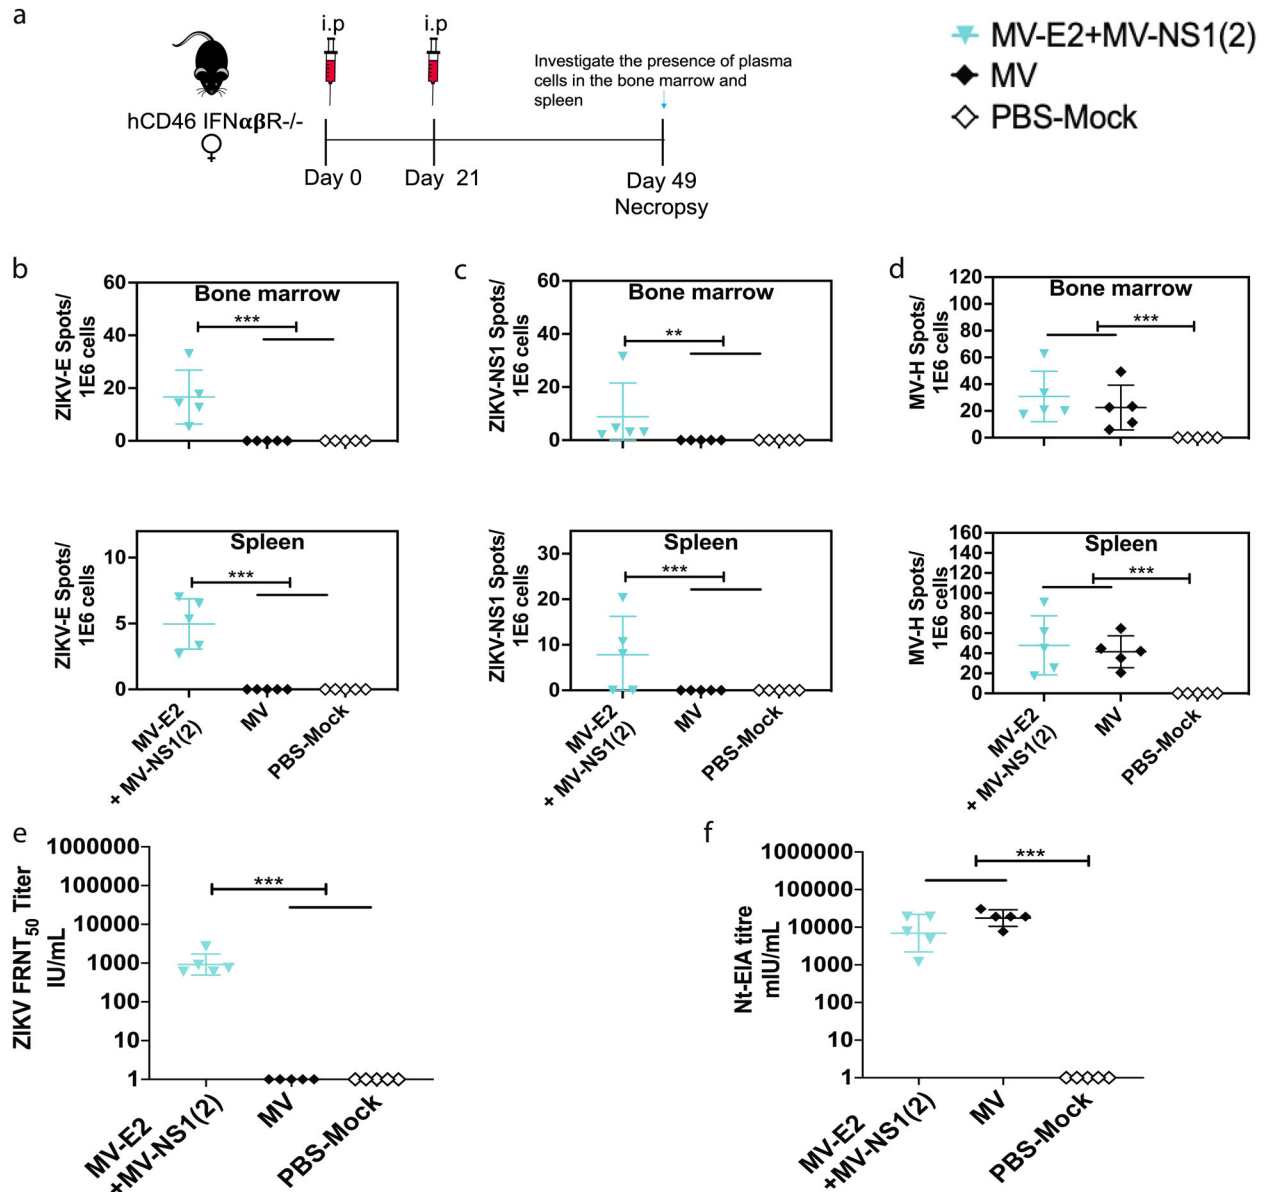 a
i.p
i.p
Investigate the presence of plasma
cells in the bone marrow and
spleen
hCD46 IFNαβR-/-
♀
Day 0
Day 21
Day 49
Necropsy
MV-E2+MV-NS1(2)
MV
PBS-Mock
b
ZIKV-E Spots/
1E6 cells
60
40
20
0
Bone marrow
***
ZIKV-E Spots/
1E6 cells
10
5
0
Spleen
***
MV-E2
+ MV-NS1(2)
MV
PBS-Mock
c
ZIKV-NS1 Spots/
1E6 cells
60
40
20
0
Bone marrow
**
ZIKV-NS1 Spots/
1E6 cells
30
20
10
0
Spleen
***
MV-E2
+ MV-NS1(2)
MV
PBS-Mock
d
MV-H Spots/
1E6 cells
120
100
80
60
40
20
0
Bone marrow
***
MV-H Spots/
1E6 cells
160
140
120
100
80
60
40
20
0
Spleen
***
MV-E2
+ MV-NS1(2)
MV
PBS-Mock
e
ZIKV FRNT50 Titer
IU/mL
1000000
100000
10000
1000
100
10
1
***
MV-E2
+MV-NS1(2)
MV
PBS-Mock
f
Nt-EIA titre
mIU/mL
1000000
100000
10000
1000
100
10
1
***
MV-E2
+MV-NS1(2)
MV
PBS-Mock